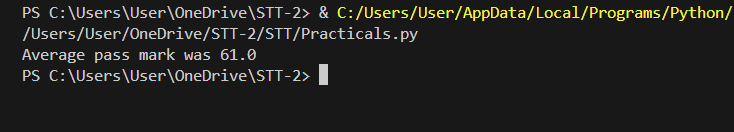 PS C:\Users\User\OneDrive\STT-2> & C:/Users/User/AppData/Local/Programs/Python/
/Users/User/OneDrive/STT-2/STT/Practicals.py
Average pass mark was 61.0
PS C:\Users\User\OneDrive\STT-2>